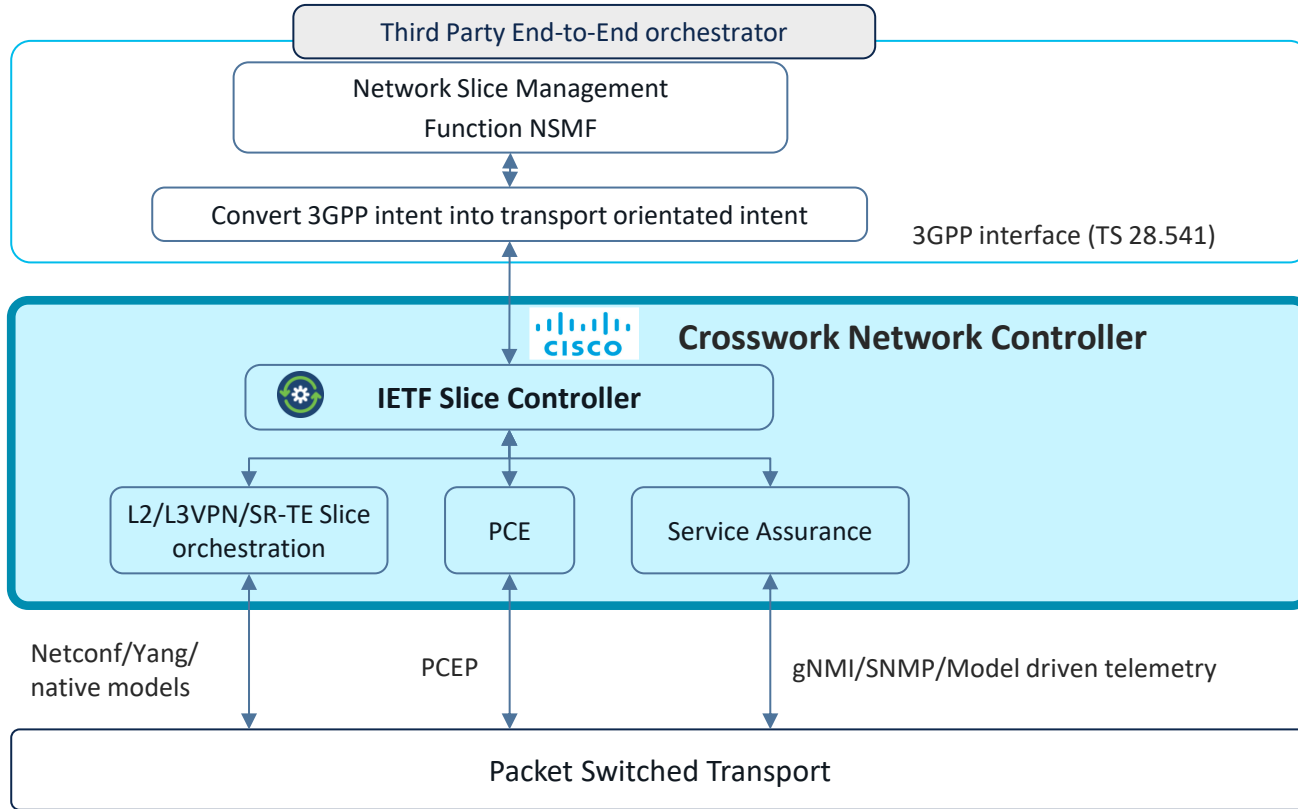 Third Party End-to-End orchestrator
Network Slice Management
Function NSMF
Convert 3GPP intent into transport orientated intent
3GPP interface (TS 28.541)
CISCO
Crosswork Network Controller
IETF Slice Controller
L2/L3VPN/SR-TE Slice
orchestration
PCE
Service Assurance
Netconf/Yang/
native models
PCEP
gNMI/SNMP/Model driven telemetry
Packet Switched Transport